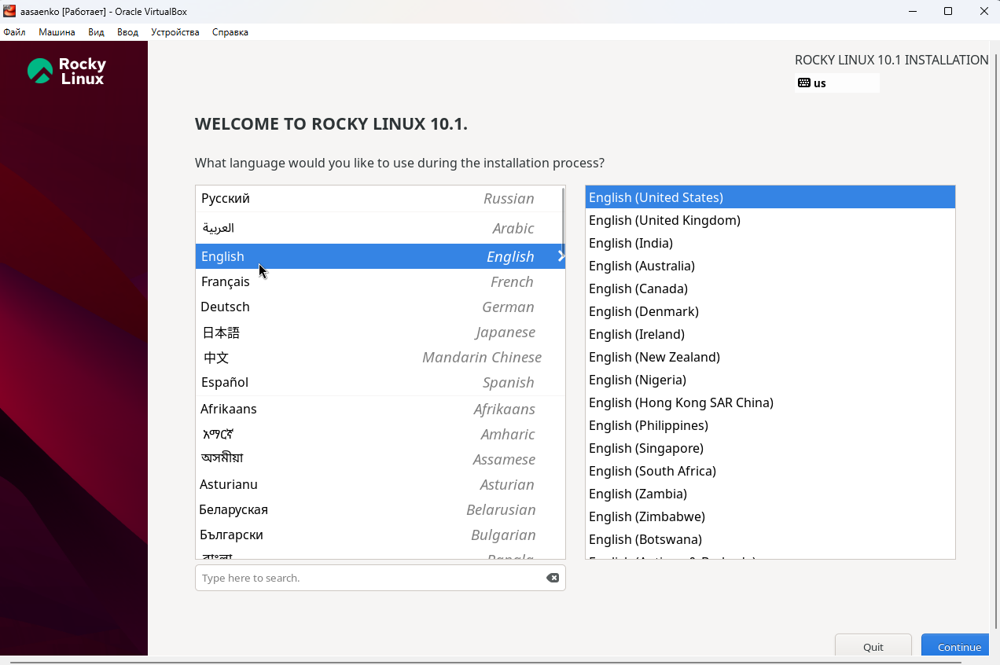 aasaenko [Работает] - Oracle VirtualBox
Файл Машина Вид Ввод Устройства Справка
Rocky
Linux
ROCKY LINUX 10.1 INSTALLATION
us
WELCOME TO ROCKY LINUX 10.1.
What language would you like to use during the installation process?
Русский Russian
العربية Arabic
English English
Français French
Deutsch German
日本語 Japanese
中文 Mandarin Chinese
Español Spanish
Afrikaans Afrikaans
አማርኛ Amharic
অসমীয়া Assamese
Asturianu Asturian
Беларуская Belarusian
Български Bulgarian
বাংলা Bangla
Type here to search.
English (United States)
English (United Kingdom)
English (India)
English (Australia)
English (Canada)
English (Denmark)
English (Ireland)
English (New Zealand)
English (Nigeria)
English (Hong Kong SAR China)
English (Philippines)
English (Singapore)
English (South Africa)
English (Zambia)
English (Zimbabwe)
English (Botswana)
English (Antigua & Barbuda)
Quit Continue